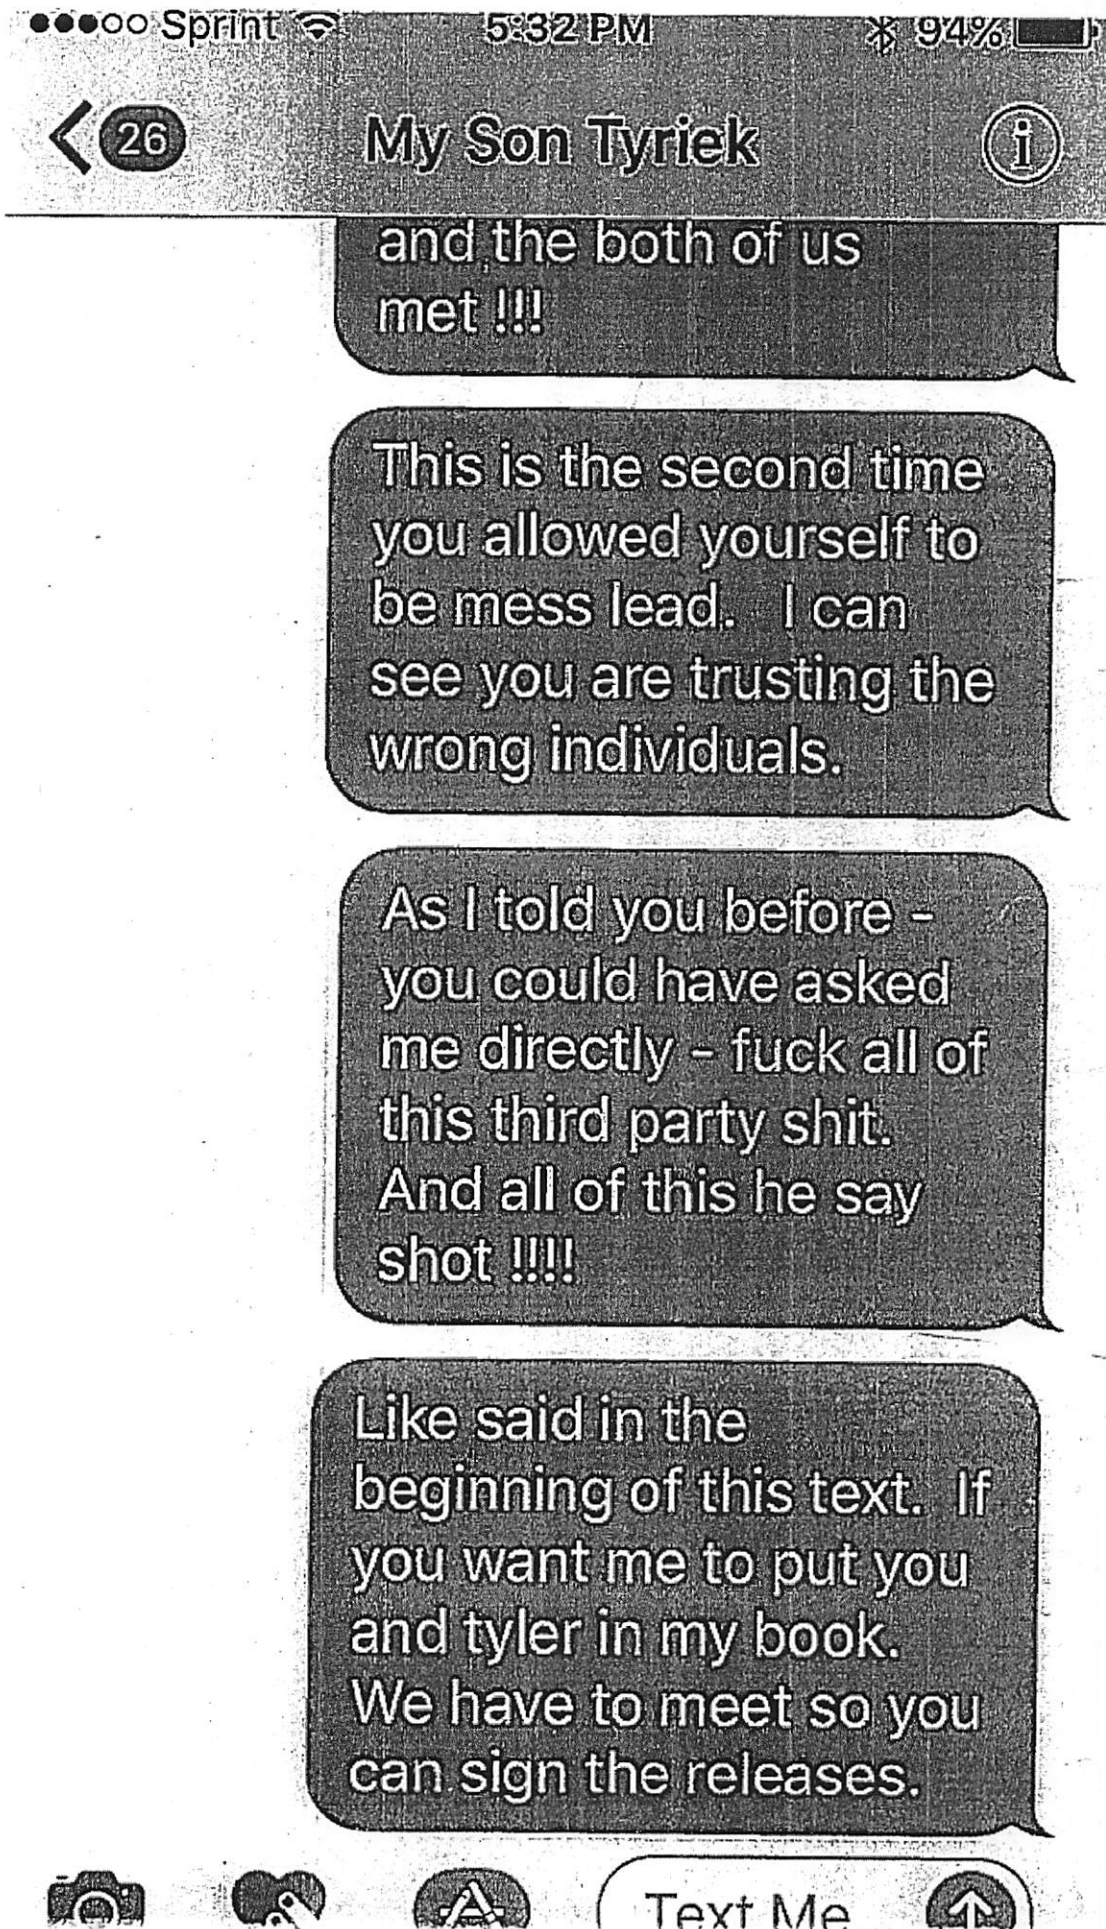 Sprint 5:32 PM 94%
26 My Son Tyriek i
and the both of us
met !!!
This is the second time
you allowed yourself to
be mess lead. I can
see you are trusting the
wrong individuals.
As I told you before -
you could have asked
me directly - fuck all of
this third party shit.
And all of this he say
shot !!!!
Like said in the
beginning of this text. If
you want me to put you
and tyler in my book.
We have to meet so you
can sign the releases.
Text Me